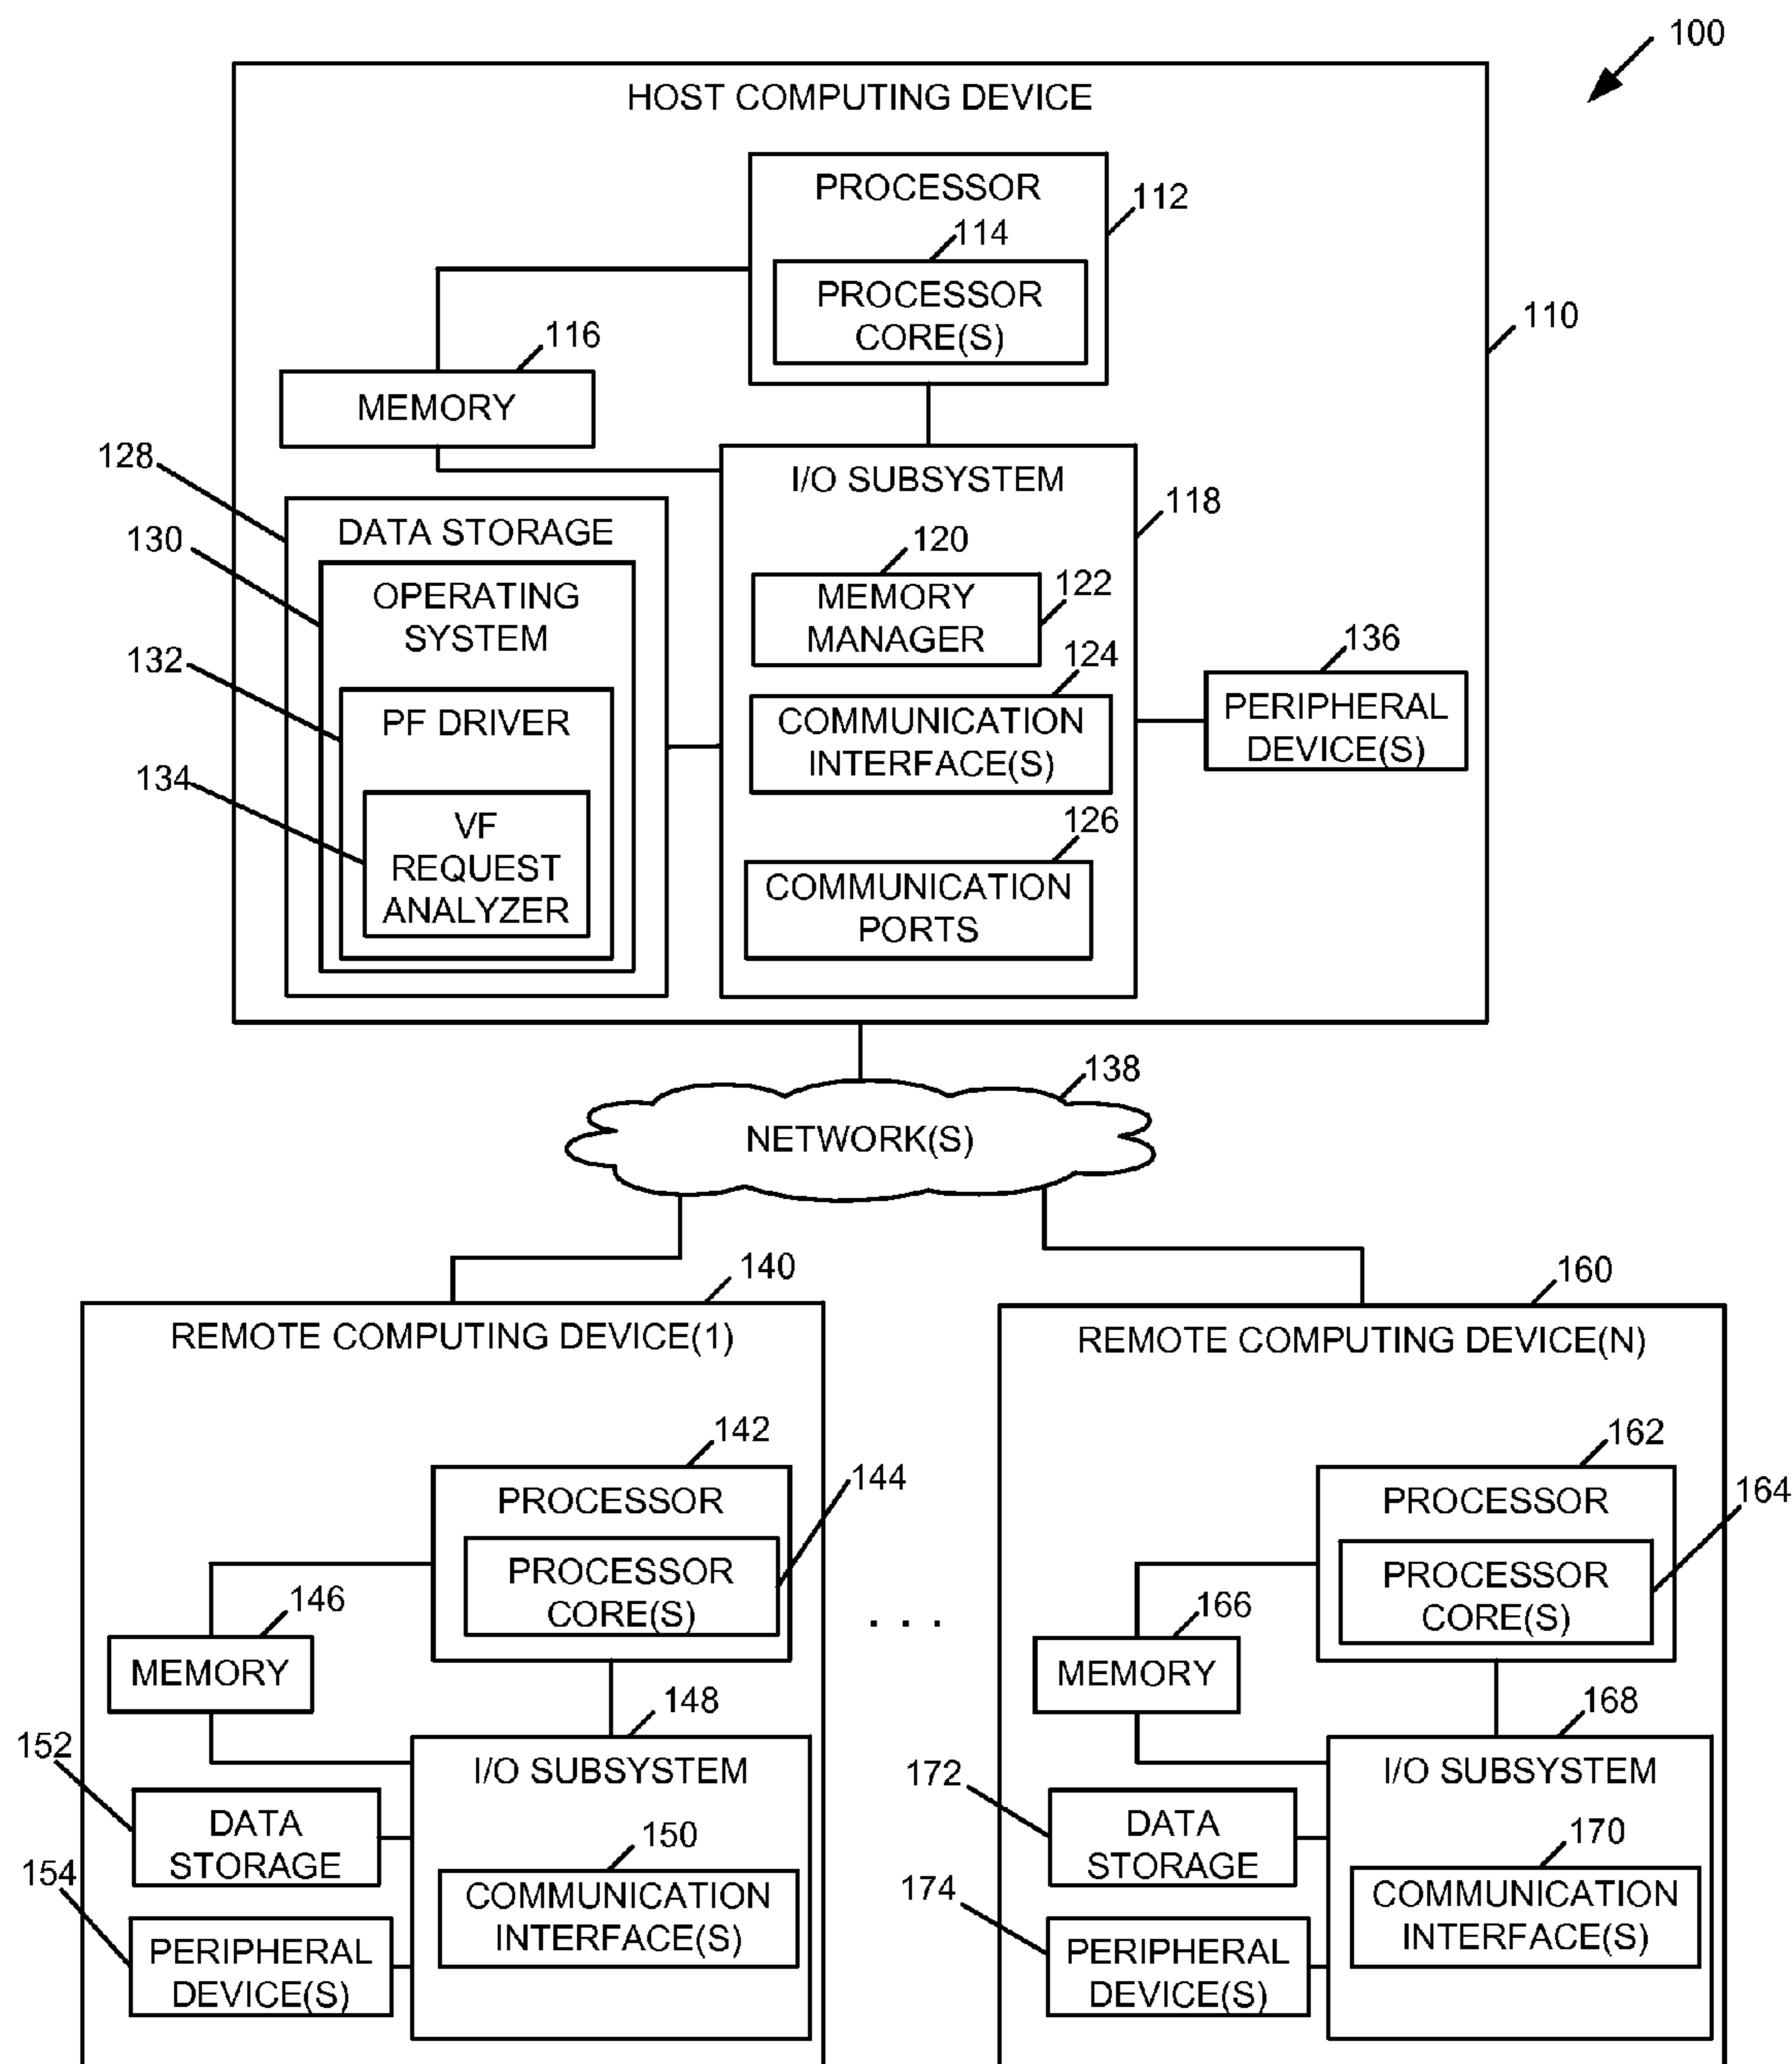 100
HOST COMPUTING DEVICE
PROCESSOR
112
114
PROCESSOR
CORE(S)
110
116
MEMORY
128
I/O SUBSYSTEM
118
DATA STORAGE
130
120
OPERATING
SYSTEM
MEMORY
MANAGER
122
132
124
136
PF DRIVER
COMMUNICATION
INTERFACE(S)
PERIPHERAL
DEVICE(S)
134
VF
REQUEST
ANALYZER
126
COMMUNICATION
PORTS
138
NETWORK(S)
140
160
REMOTE COMPUTING DEVICE(1)
REMOTE COMPUTING DEVICE(N)
142
PROCESSOR
144
PROCESSOR
CORE(S)
146
MEMORY
148
152
I/O SUBSYSTEM
DATA
STORAGE
150
154
COMMUNICATION
INTERFACE(S)
PERIPHERAL
DEVICE(S)
. . .
162
PROCESSOR
164
PROCESSOR
CORE(S)
166
MEMORY
168
172
I/O SUBSYSTEM
DATA
STORAGE
170
174
COMMUNICATION
INTERFACE(S)
PERIPHERAL
DEVICE(S)